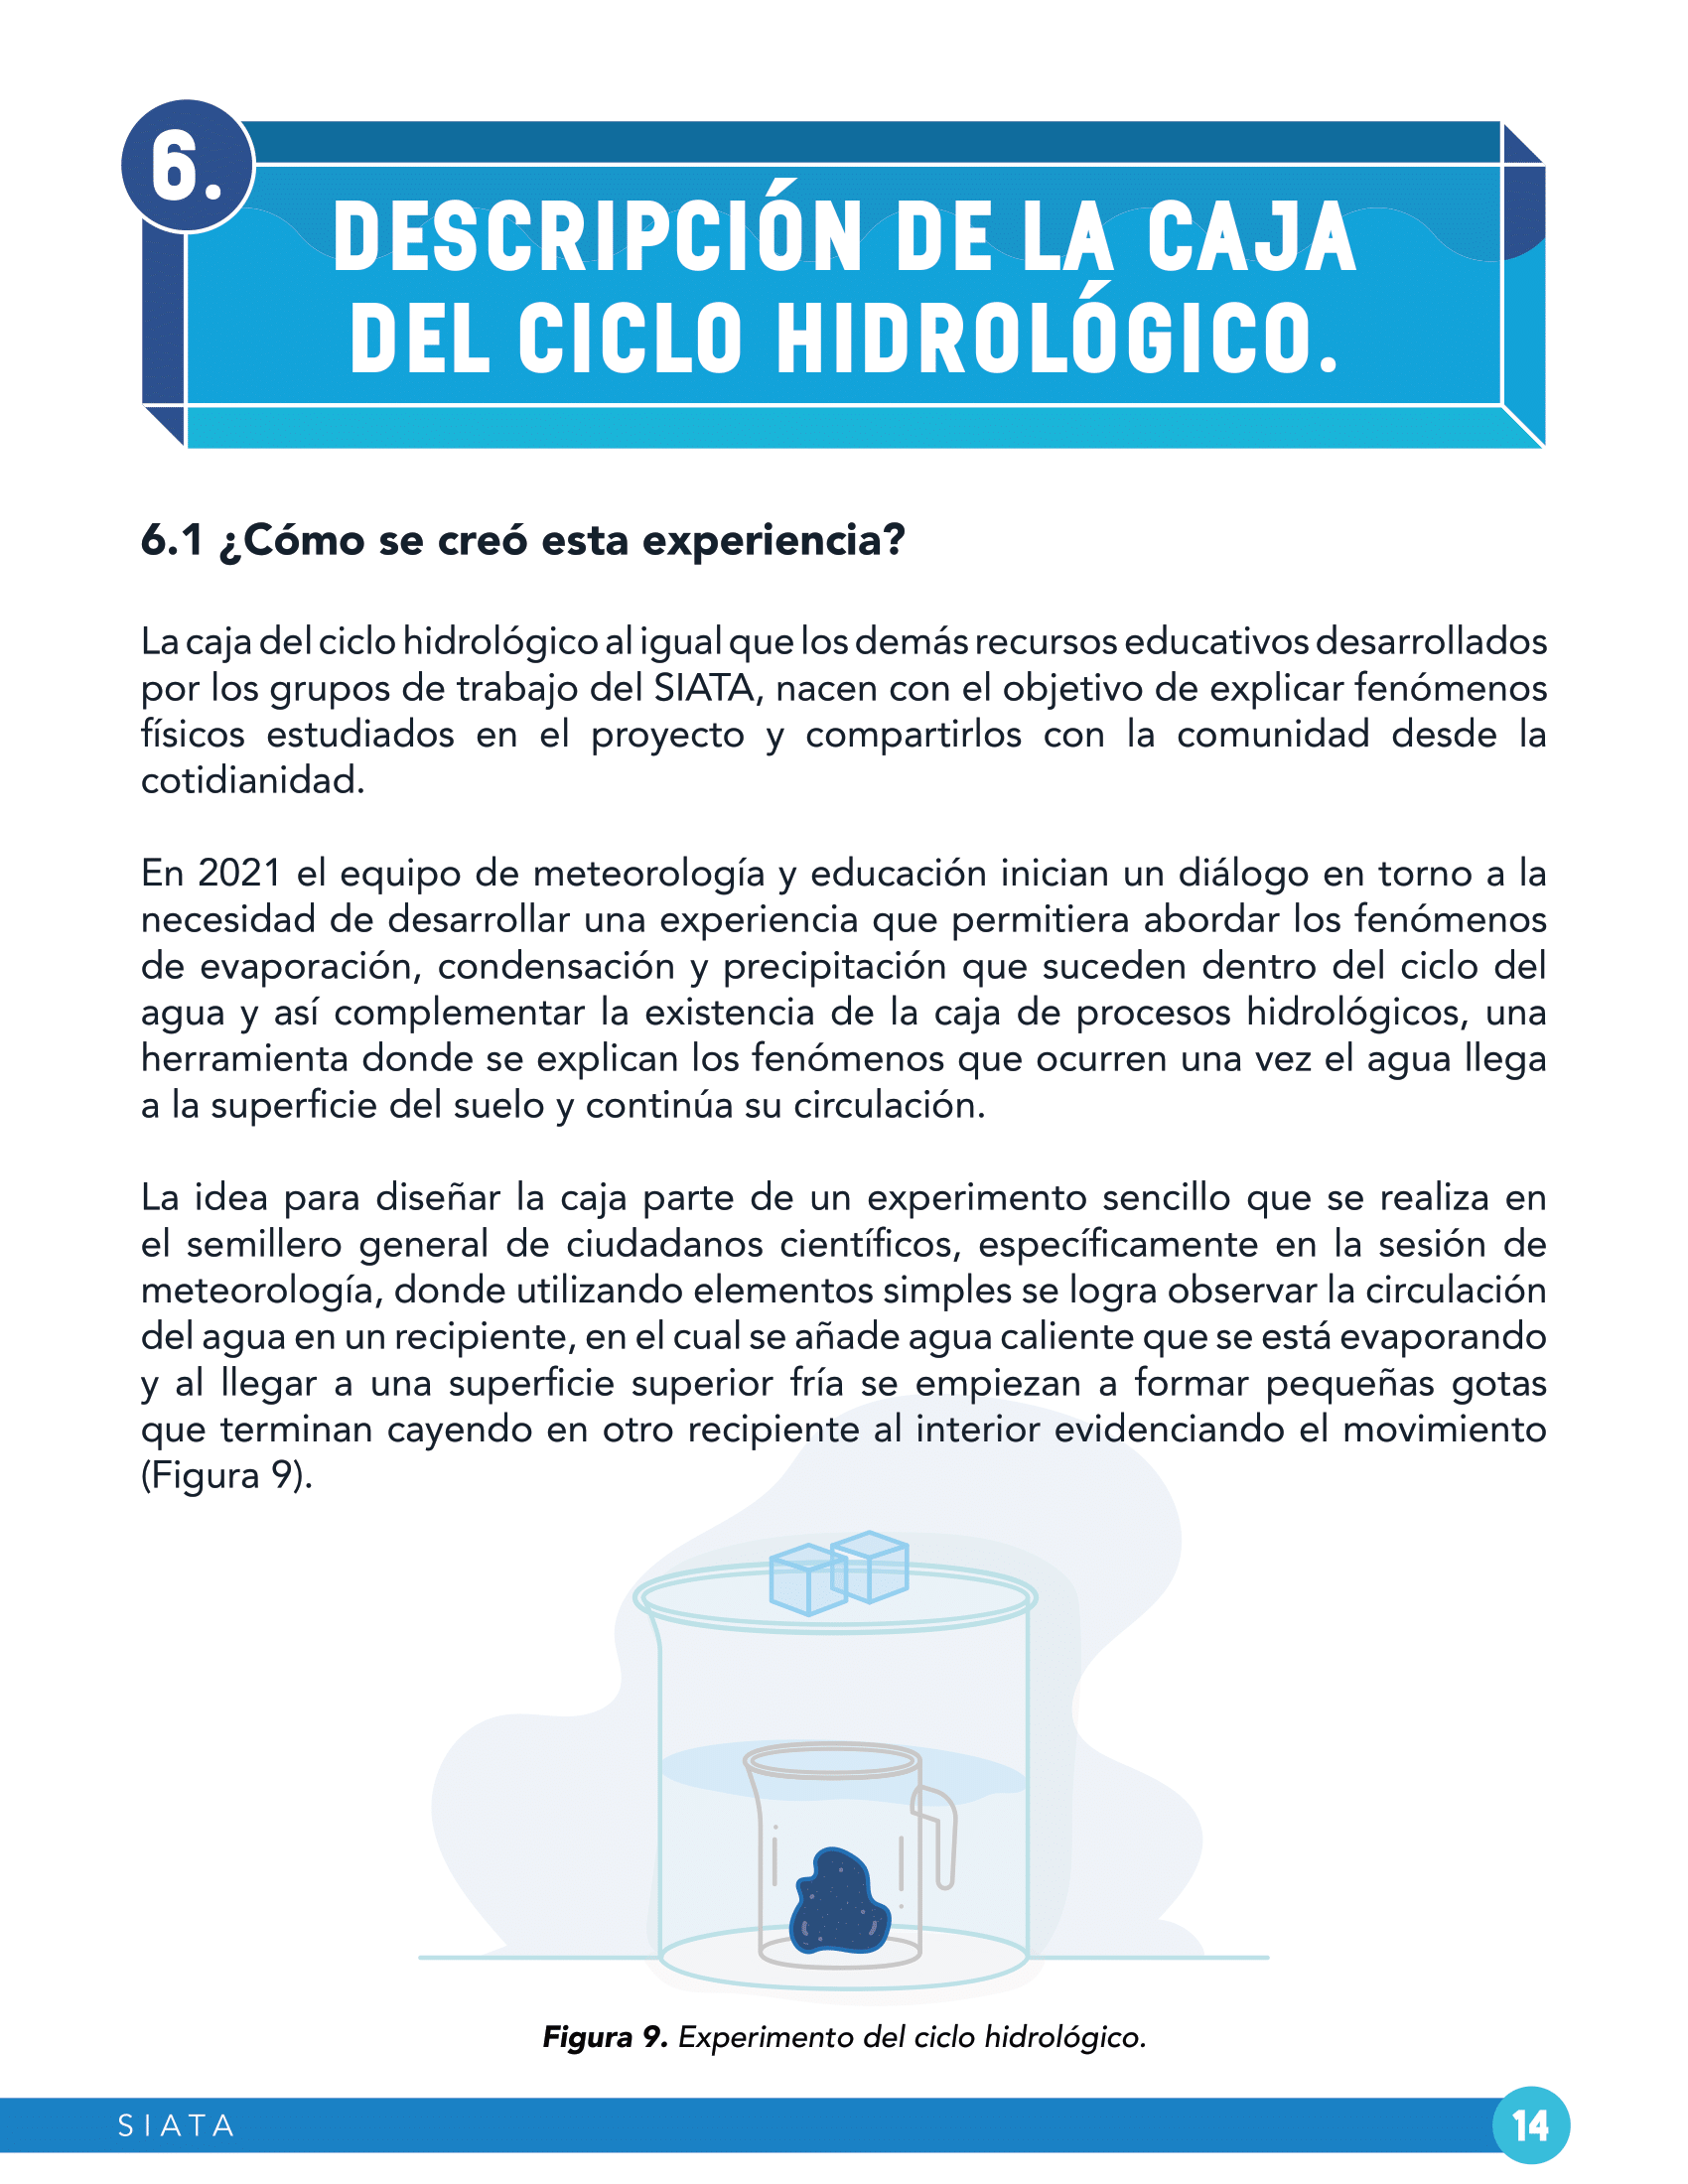 6.
DESCRIPCIÓN DE LA CAJA
DEL CICLO HIDROLÓGICO.
6.1 ¿Cómo se creó esta experiencia?
La caja del ciclo hidrológico al igual que los demás recursos educativos desarrollados
por los grupos de trabajo del SIATA, nacen con el objetivo de explicar fenómenos
físicos estudiados en el proyecto y compartirlos con la comunidad desde la
cotidianidad.
En 2021 el equipo de meteorología y educación inician un diálogo en torno a la
necesidad de desarrollar una experiencia que permitiera abordar los fenómenos
de evaporación, condensación y precipitación que suceden dentro del ciclo del
agua y así complementar la existencia de la caja de procesos hidrológicos, una
herramienta donde se explican los fenómenos que ocurren una vez el agua llega
a la superficie del suelo y continúa su circulación.
La idea para diseñar la caja parte de un experimento sencillo que se realiza en
el semillero general de ciudadanos científicos, específicamente en la sesión de
meteorología, donde utilizando elementos simples se logra observar la circulación
del agua en un recipiente, en el cual se añade agua caliente que se está evaporando
y al llegar a una superficie superior fría se empiezan a formar pequeñas gotas
que terminan cayendo en otro recipiente al interior evidenciando el movimiento
(Figura 9).
Figura 9. Experimento del ciclo hidrológico.
SIATA
14